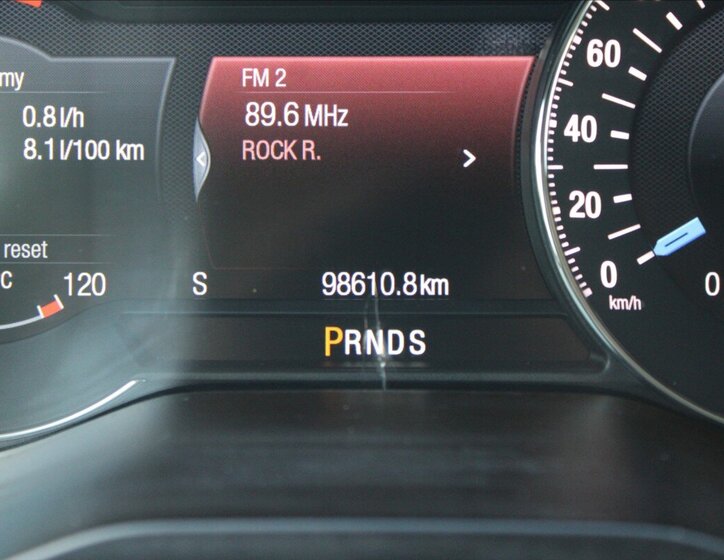 my
0.8 l/h
8.1 l/100 km
reset
C
120
FM 2
89.6 MHz
ROCK R.
S
98610.8 km
PRNDS
60
40
20
0
km/h
0